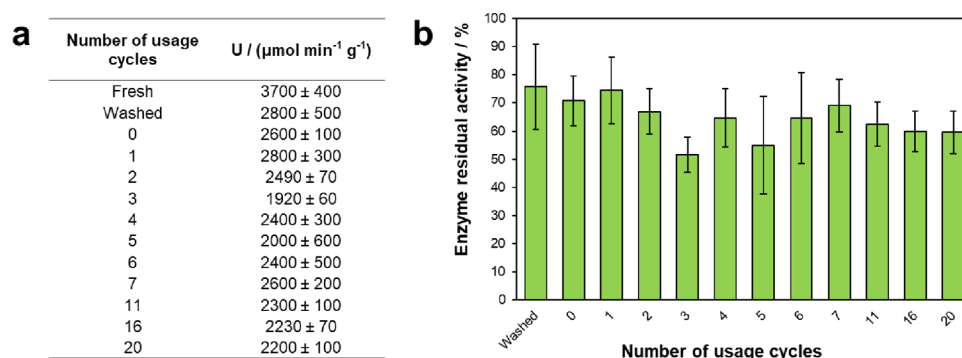 a
Number of usage cycles
U / (µmol min⁻¹ g⁻¹)
Fresh 3700 ± 400
Washed 2800 ± 500
0 2600 ± 100
1 2800 ± 300
2 2490 ± 70
3 1920 ± 60
4 2400 ± 300
5 2000 ± 600
6 2400 ± 500
7 2600 ± 200
11 2300 ± 100
16 2230 ± 70
20 2200 ± 100
b
Enzyme residual activity / %
100
90
80
70
60
50
40
30
20
10
0
Washed 0 1 2 3 4 5 6 7 11 16 20
Number of usage cycles